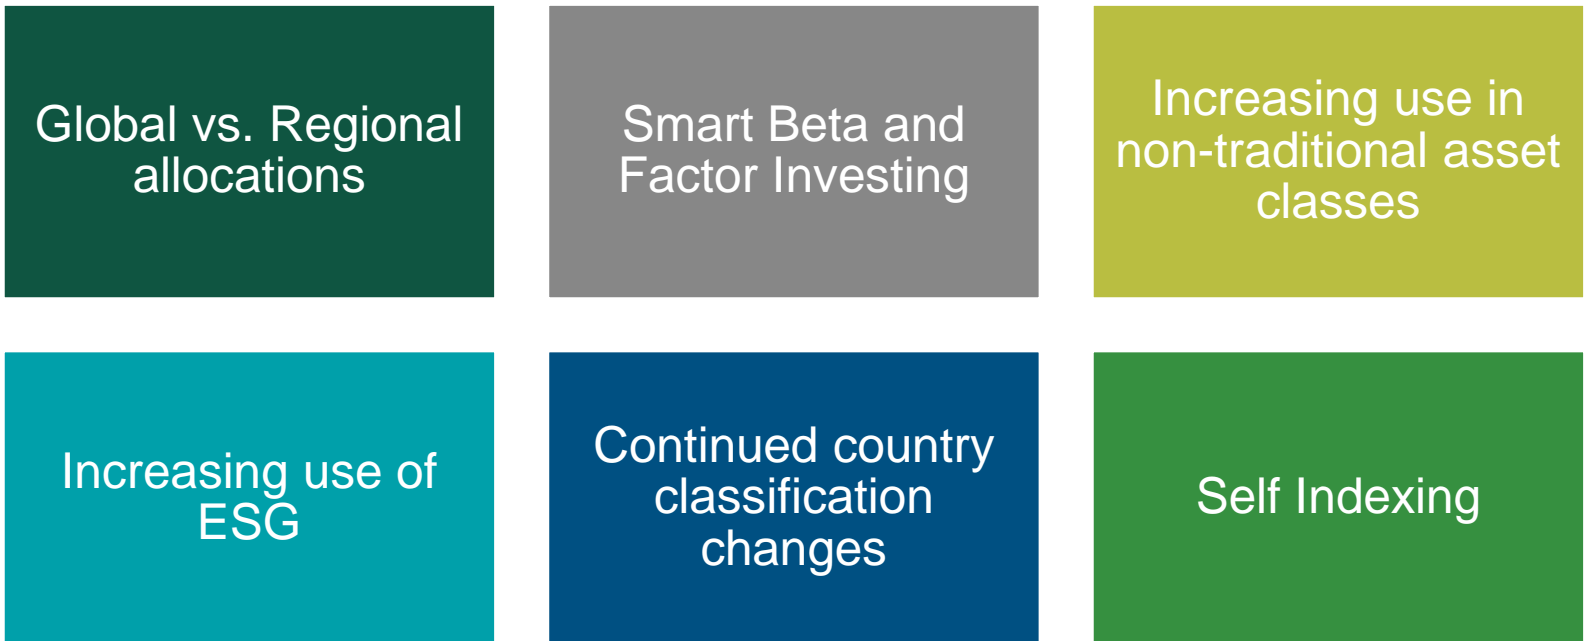 Global vs. Regional
allocations
Smart Beta and
Factor Investing
Increasing use in
non-traditional asset
classes
Increasing use of
ESG
Continued country
classification
changes
Self Indexing